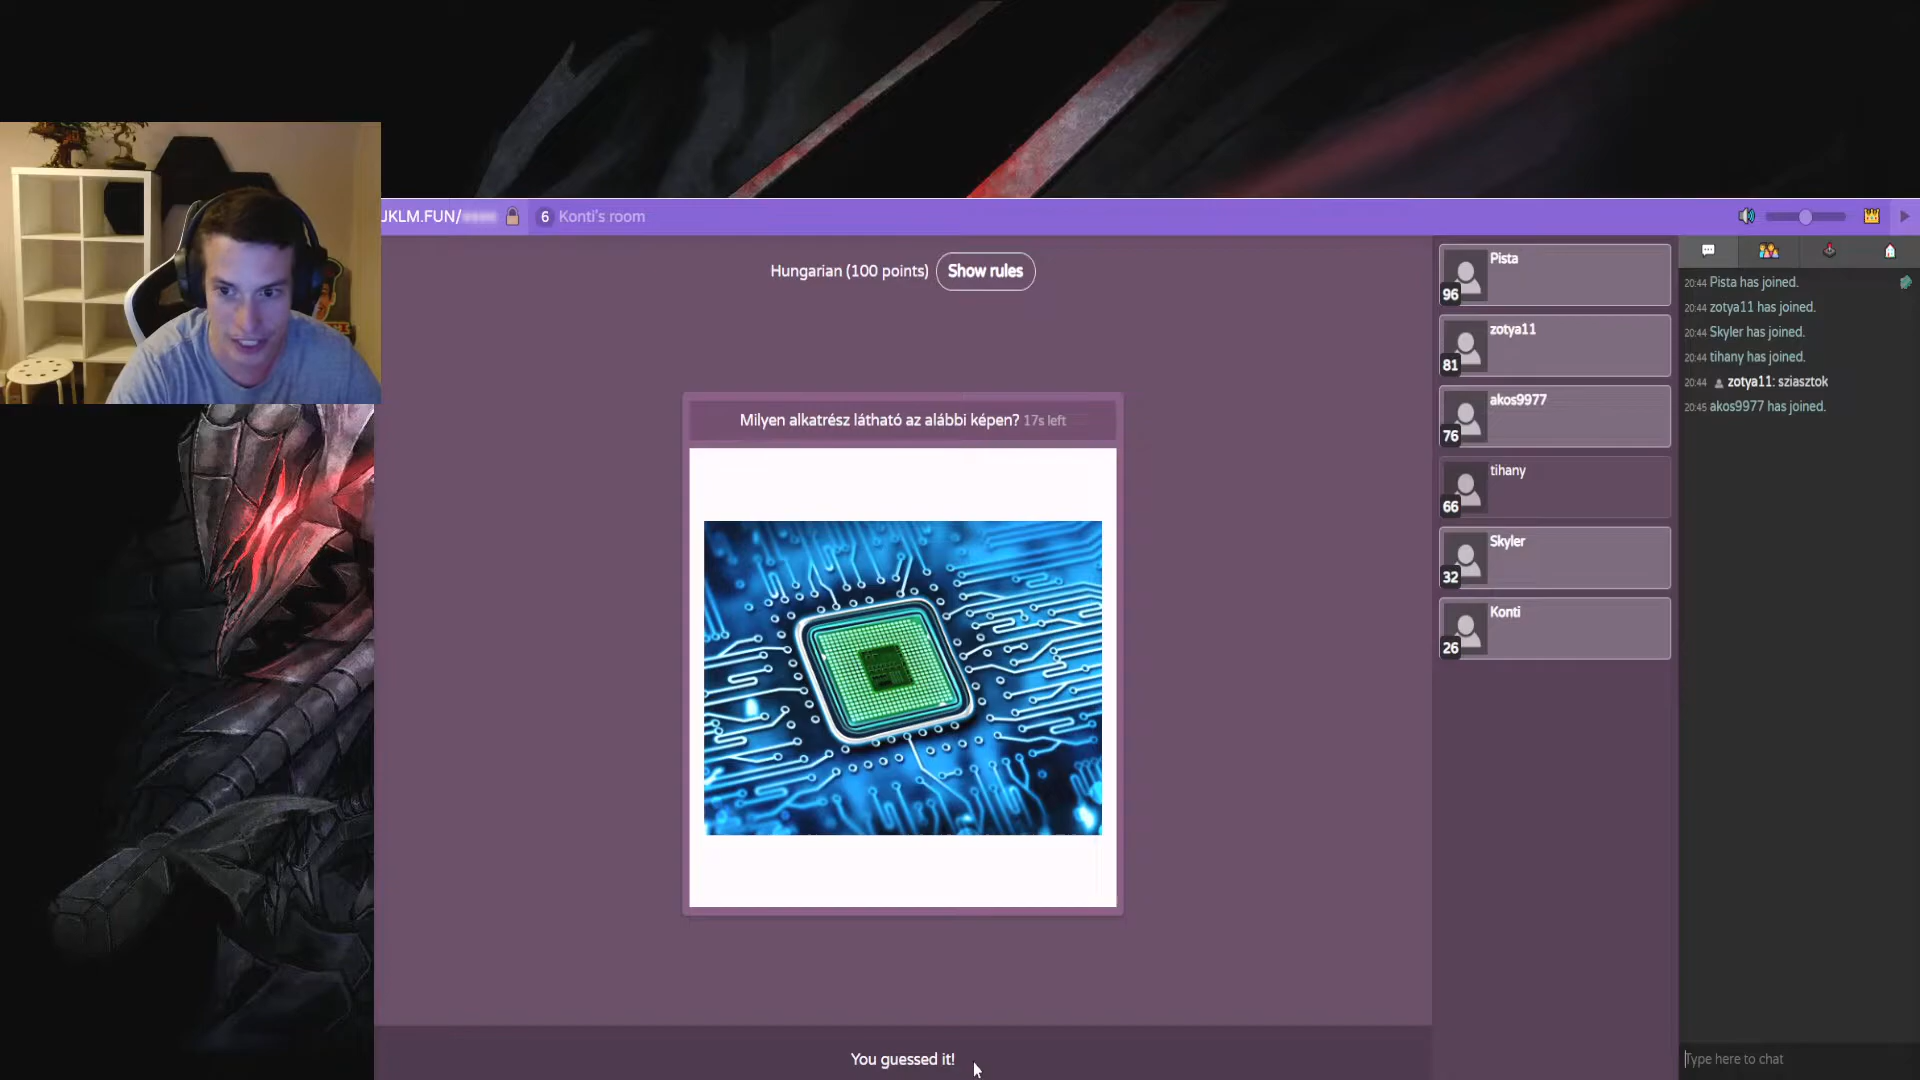 JKLM.FUN/
6 Konti's room
Hungarian (100 points) Show rules
Milyen alkatrész látható az alábbi képen? 17s left
You guessed it!
Pista
96
zotya11
81
akos9977
76
tihany
66
Skyler
32
Konti
26
20:44 Pista has joined.
20:44 zotya11 has joined.
20:44 Skyler has joined.
20:44 tihany has joined.
20:44 zotya11: sziasztok
20:45 akos9977 has joined.
Type here to chat